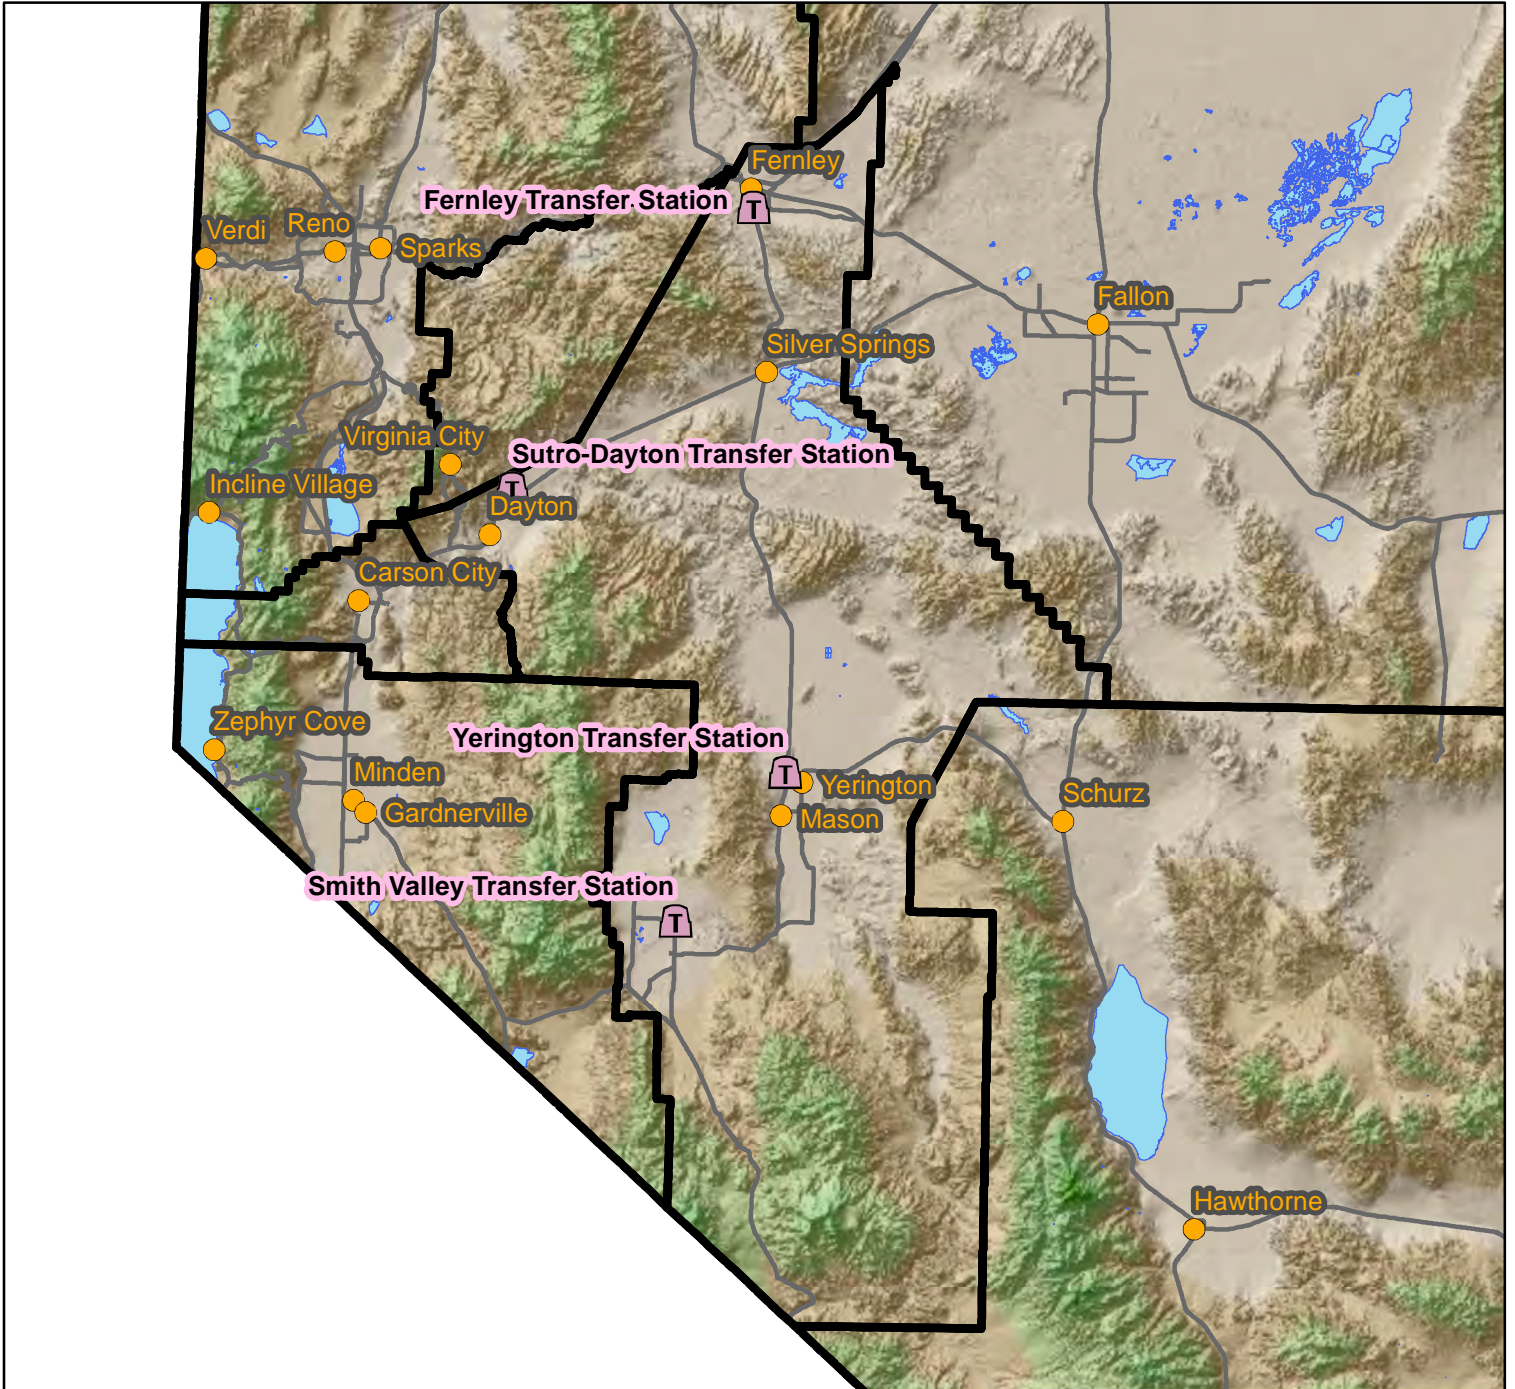 Fernley
Fernley Transfer Station
T
Verdi
Reno
Sparks
Fallon
Silver Springs
Virginia City
Sutro-Dayton Transfer Station
T
Incline Village
Dayton
Carson City
Zephyr Cove
Yerington Transfer Station
T
Minden
Yerington
Schurz
Gardnerville
Mason
Smith Valley Transfer Station
T
Hawthorne